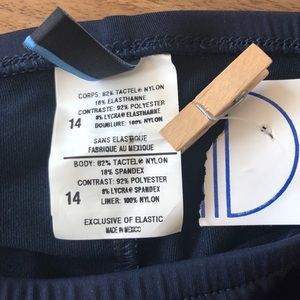 CORPS: 82% TACTEL® NYLON
18% ELASTHANNE
CONTRASTE: 92% POLYESTER
8% LYCRA® ELASTHANNE
DOUBLURE: 100% NYLON
14
SANS ELASTIQUE
FABRIQUE AU MEXIQUE
BODY: 82% TACTEL® NYLON
18% SPANDEX
CONTRAST: 92% POLYESTER
8% LYCRA® SPANDEX
LINER: 100% NYLON
14
EXCLUSIVE OF ELASTIC
MADE IN MEXICO